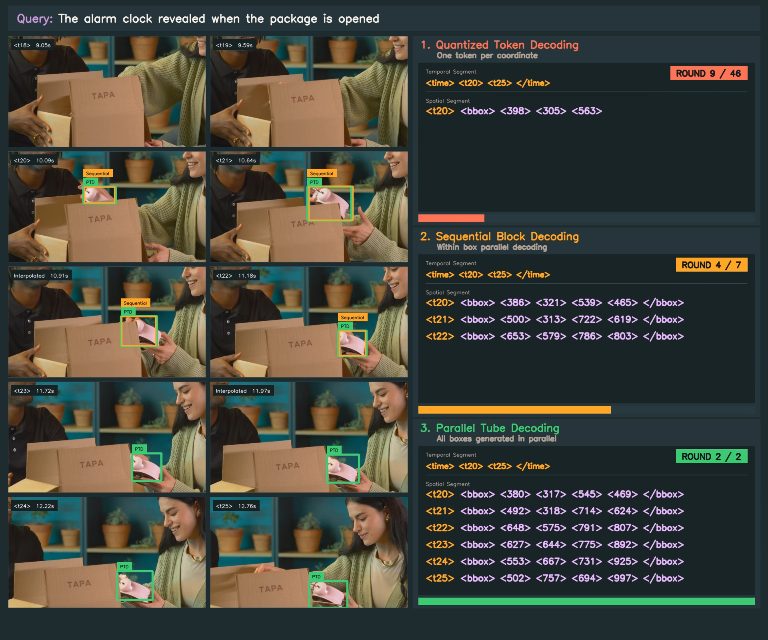 Query: The alarm clock revealed when the package is opened
<t18> 9.05s
<t19> 9.59s
TAPA
TAPA
<t20> 10.09s
Sequential
PTD
TAPA
<t21> 10.64s
Sequential
PTD
TAPA
Interpolated 10.91s
Sequential
PTD
TAPA
<t22> 11.18s
Sequential
PTD
TAPA
<t23> 11.72s
PTD
TAPA
Interpolated 11.97s
PTD
TAPA
<t24> 12.22s
PTD
TAPA
<t25> 12.76s
PTD
TAPA
1. Quantized Token Decoding
One token per coordinate
Temporal Segment
ROUND 9 / 46
<time> <t20> <t25> </time>
Spatial Segment
<t20> <bbox> <398> <305> <563>
2. Sequential Block Decoding
Within box parallel decoding
Temporal Segment
ROUND 4 / 7
<time> <t20> <t25> </time>
Spatial Segment
<t20> <bbox> <386> <321> <539> <465> </bbox>
<t21> <bbox> <500> <313> <722> <619> </bbox>
<t22> <bbox> <653> <579> <786> <803> </bbox>
3. Parallel Tube Decoding
All boxes generated in parallel
Temporal Segment
ROUND 2 / 2
<time> <t20> <t25> </time>
Spatial Segment
<t20> <bbox> <380> <317> <545> <469> </bbox>
<t21> <bbox> <492> <318> <714> <624> </bbox>
<t22> <bbox> <648> <575> <791> <807> </bbox>
<t23> <bbox> <627> <644> <775> <892> </bbox>
<t24> <bbox> <553> <667> <731> <925> </bbox>
<t25> <bbox> <502> <757> <694> <997> </bbox>